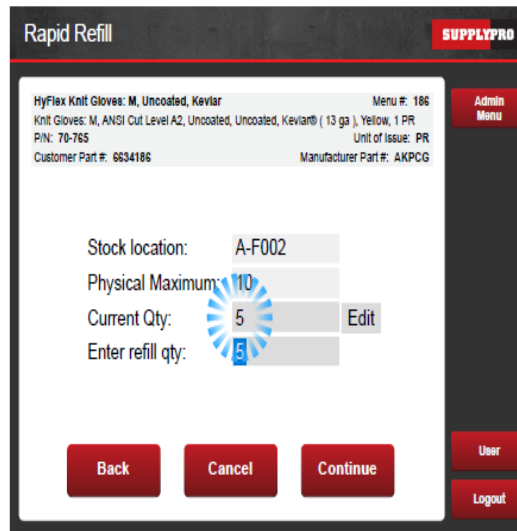 Rapid Refill
SUPPLYPRO
HyFlex Knit Gloves: M, Uncoated, Kevlar Menu #: 186
Knit Gloves: M, ANSI Cut Level A2, Uncoated, Uncoated, Kevlar® ( 13 ga ), Yellow, 1 PR
P/N: 70-765 Unit of Issue: PR
Customer Part #: 6634186 Manufacturer Part #: AKPCG
Admin
Menu
Stock location: A-F002
Physical Maximum: 10
Current Qty: 5 Edit
Enter refill qty: 5
Back Cancel Continue
User
Logout